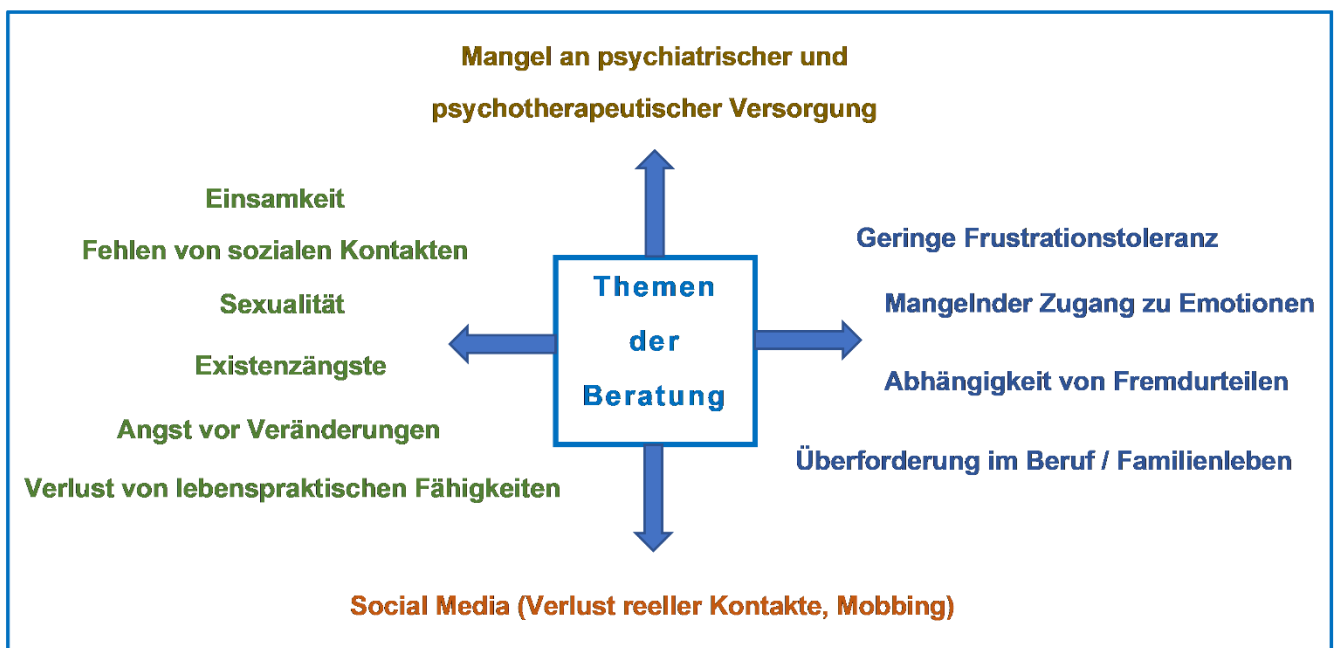 Mangel an psychiatrischer und
psychotherapeutischer Versorgung
Einsamkeit
Fehlen von sozialen Kontakten
Sexualität
Existenzängste
Angst vor Veränderungen
Verlust von lebenspraktischen Fähigkeiten
Themen
der
Beratung
Geringe Frustrationstoleranz
Mangelnder Zugang zu Emotionen
Abhängigkeit von Fremdurteilen
Überforderung im Beruf / Familienleben
Social Media (Verlust reeller Kontakte, Mobbing)